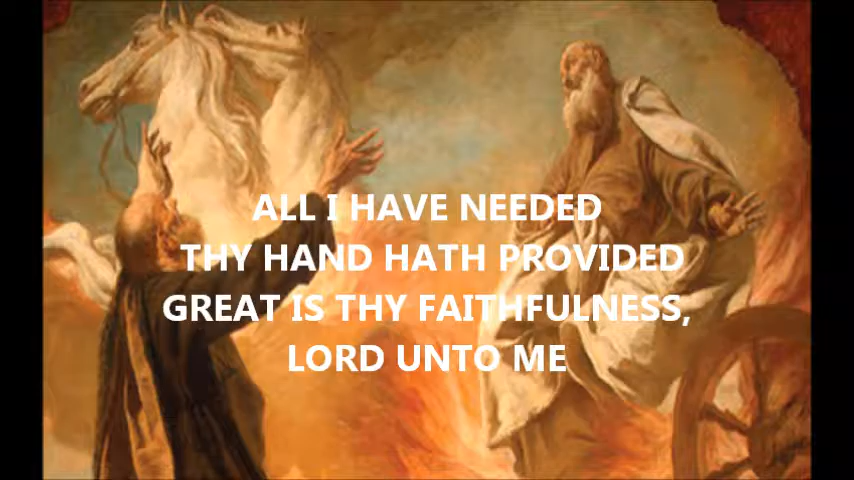 ALL I HAVE NEEDED
THY HAND HATH PROVIDED
GREAT IS THY FAITHFULNESS,
LORD UNTO ME